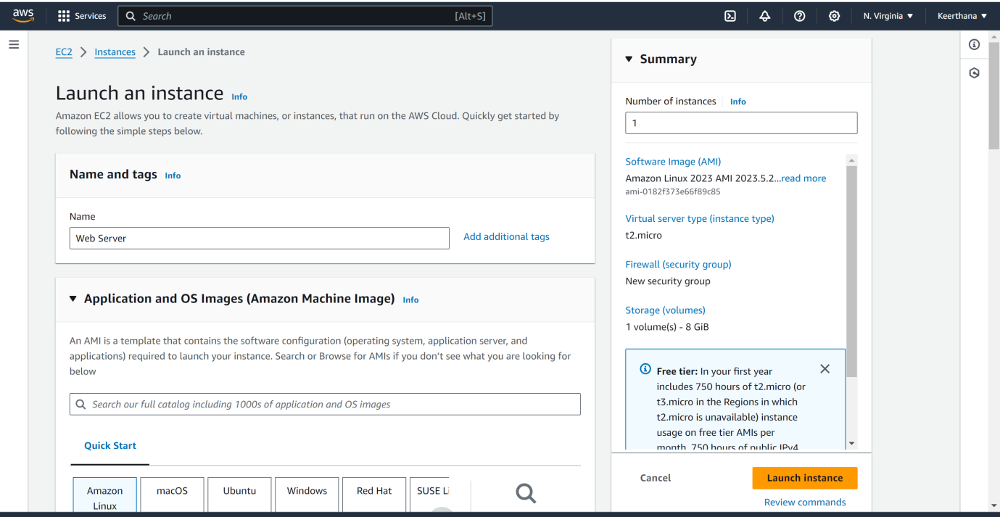 aws
Services
Search
[Alt+S]
N. Virginia
Keerthana
EC2 > Instances > Launch an instance
Launch an instance Info
Amazon EC2 allows you to create virtual machines, or instances, that run on the AWS Cloud. Quickly get started by
following the simple steps below.
Name and tags Info
Name
Web Server
Add additional tags
Application and OS Images (Amazon Machine Image) Info
An AMI is a template that contains the software configuration (operating system, application server, and
applications) required to launch your instance. Search or Browse for AMIs if you don't see what you are looking for
below
Search our full catalog including 1000s of application and OS images
Quick Start
Amazon
Linux
macOS
Ubuntu
Windows
Red Hat
SUSE Li
Summary
Number of instances Info
1
Software Image (AMI)
Amazon Linux 2023 AMI 2023.5.2...read more
ami-0182f373e66f89c85
Virtual server type (instance type)
t2.micro
Firewall (security group)
New security group
Storage (volumes)
1 volume(s) - 8 GiB
Free tier: In your first year
includes 750 hours of t2.micro (or
t3.micro in the Regions in which
t2.micro is unavailable) instance
usage on free tier AMIs per
month, 750 hours of public IPv4
Cancel
Launch instance
Review commands